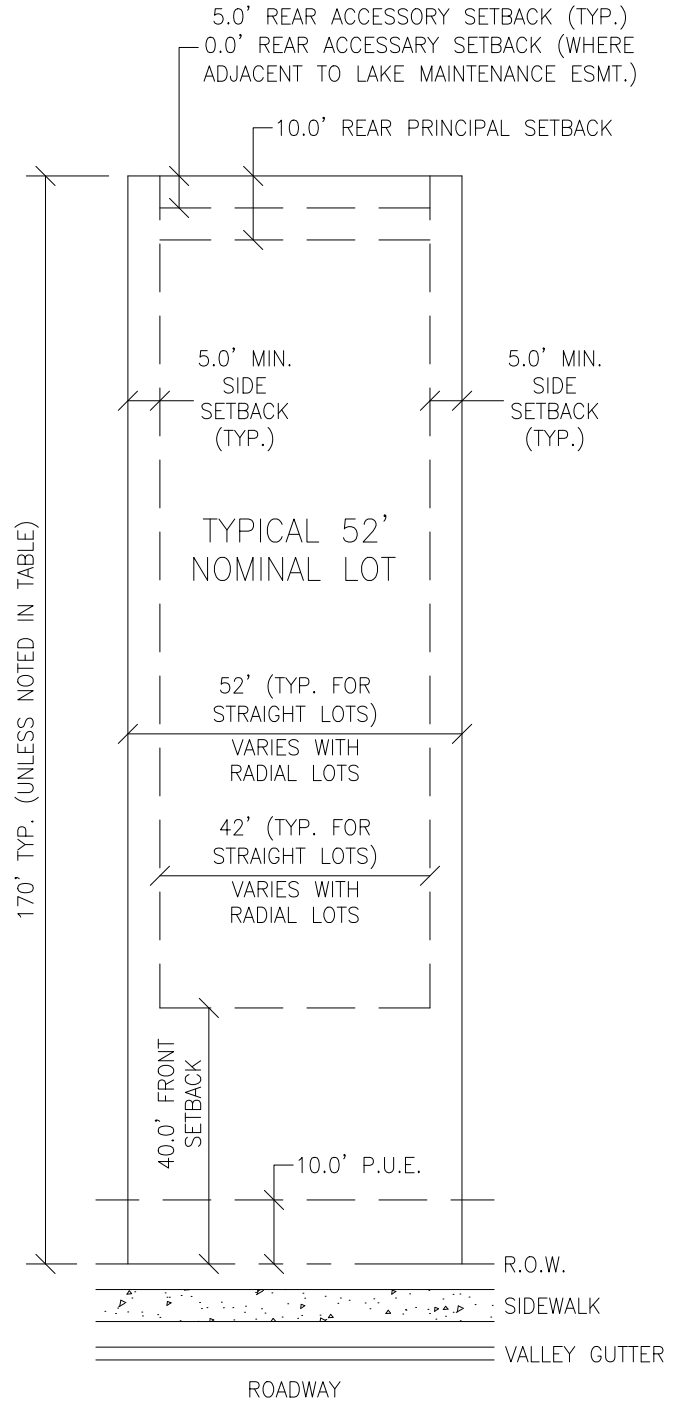 5.0' REAR ACCESSORY SETBACK (TYP.)
0.0' REAR ACCESSARY SETBACK (WHERE
ADJACENT TO LAKE MAINTENANCE ESMT.)
10.0' REAR PRINCIPAL SETBACK
5.0' MIN.
SIDE
SETBACK
(TYP.)
5.0' MIN.
SIDE
SETBACK
(TYP.)
TYPICAL 52'
NOMINAL LOT
170' TYP. (UNLESS NOTED IN TABLE)
52' (TYP. FOR
STRAIGHT LOTS)
VARIES WITH
RADIAL LOTS
42' (TYP. FOR
STRAIGHT LOTS)
VARIES WITH
RADIAL LOTS
40.0' FRONT
SETBACK
10.0' P.U.E.
R.O.W.
SIDEWALK
VALLEY GUTTER
ROADWAY